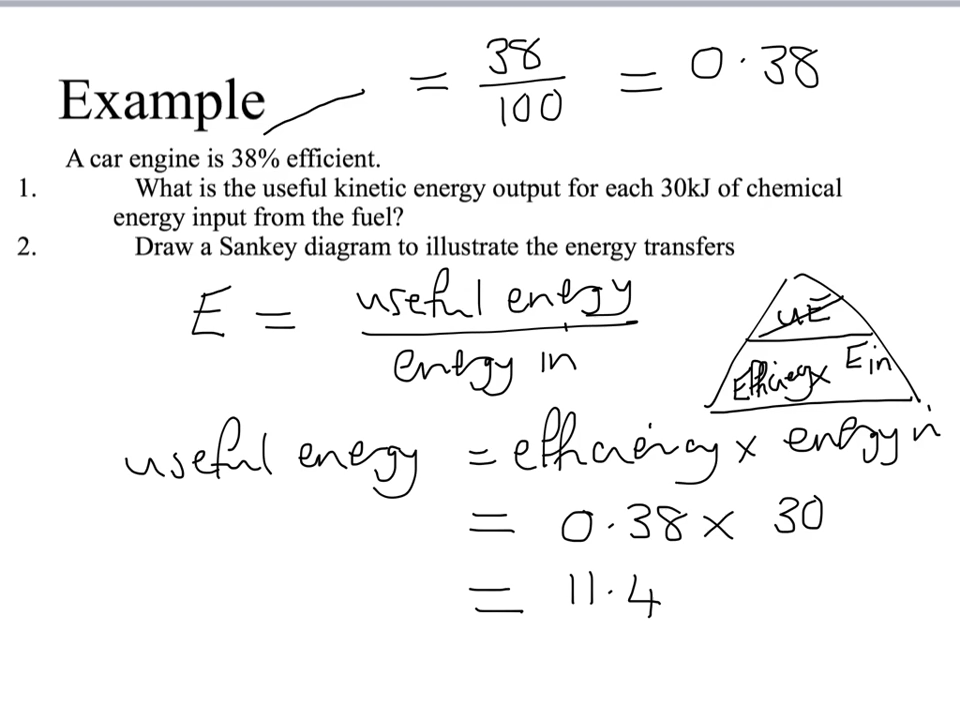 = 38/100 = 0.38
Example
A car engine is 38% efficient.
1. What is the useful kinetic energy output for each 30kJ of chemical
energy input from the fuel?
2. Draw a Sankey diagram to illustrate the energy transfers
E = useful energy / energy in
UE
Efficiency x Ein
useful energy = efficiency x energy in
= 0.38 x 30
= 11.4